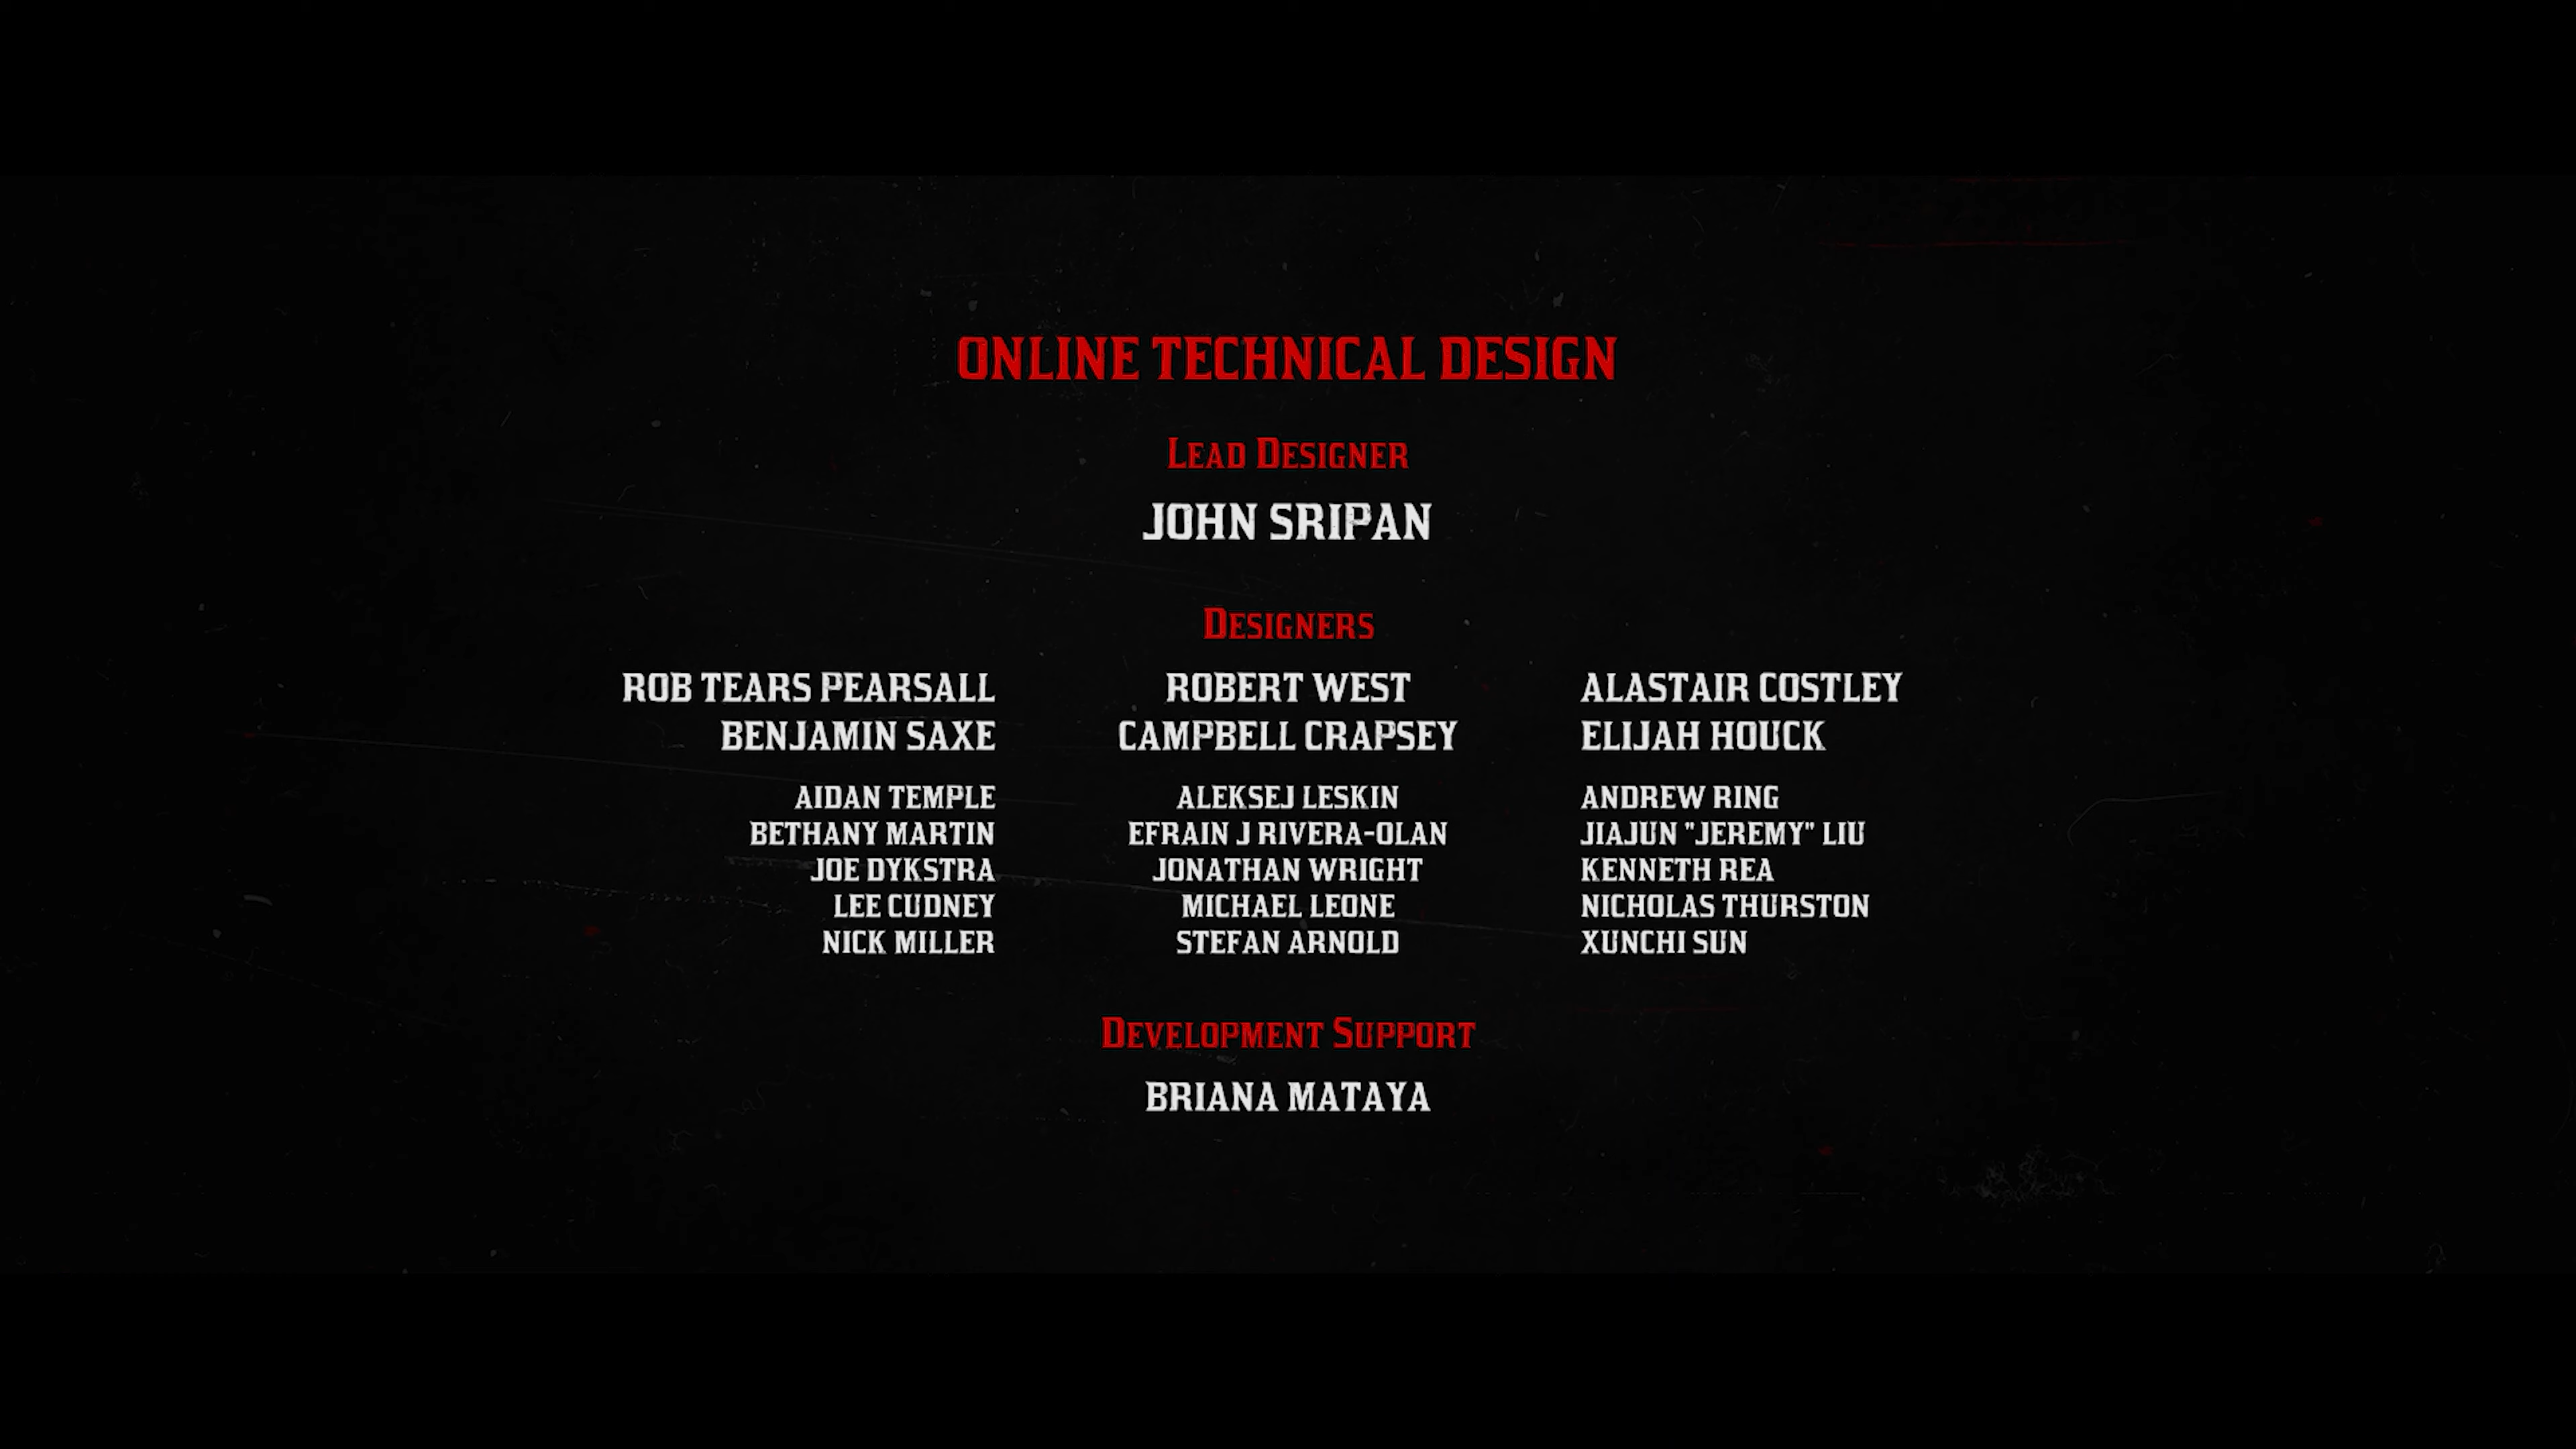 ONLINE TECHNICAL DESIGN
LEAD DESIGNER
JOHN SRIPAN
DESIGNERS
ROB TEARS PEARSALL ROBERT WEST ALASTAIR COSTLEY
BENJAMIN SAXE CAMPBELL CRAPSEY ELIJAH HOUCK
AIDAN TEMPLE ALEKSEJ LESKIN ANDREW RING
BETHANY MARTIN EFRAIN J RIVERA-OLAN JIAJUN "JEREMY" LIU
JOE DYKSTRA JONATHAN WRIGHT KENNETH REA
LEE CUDNEY MICHAEL LEONE NICHOLAS THURSTON
NICK MILLER STEFAN ARNOLD XUNCHI SUN
DEVELOPMENT SUPPORT
BRIANA MATAYA